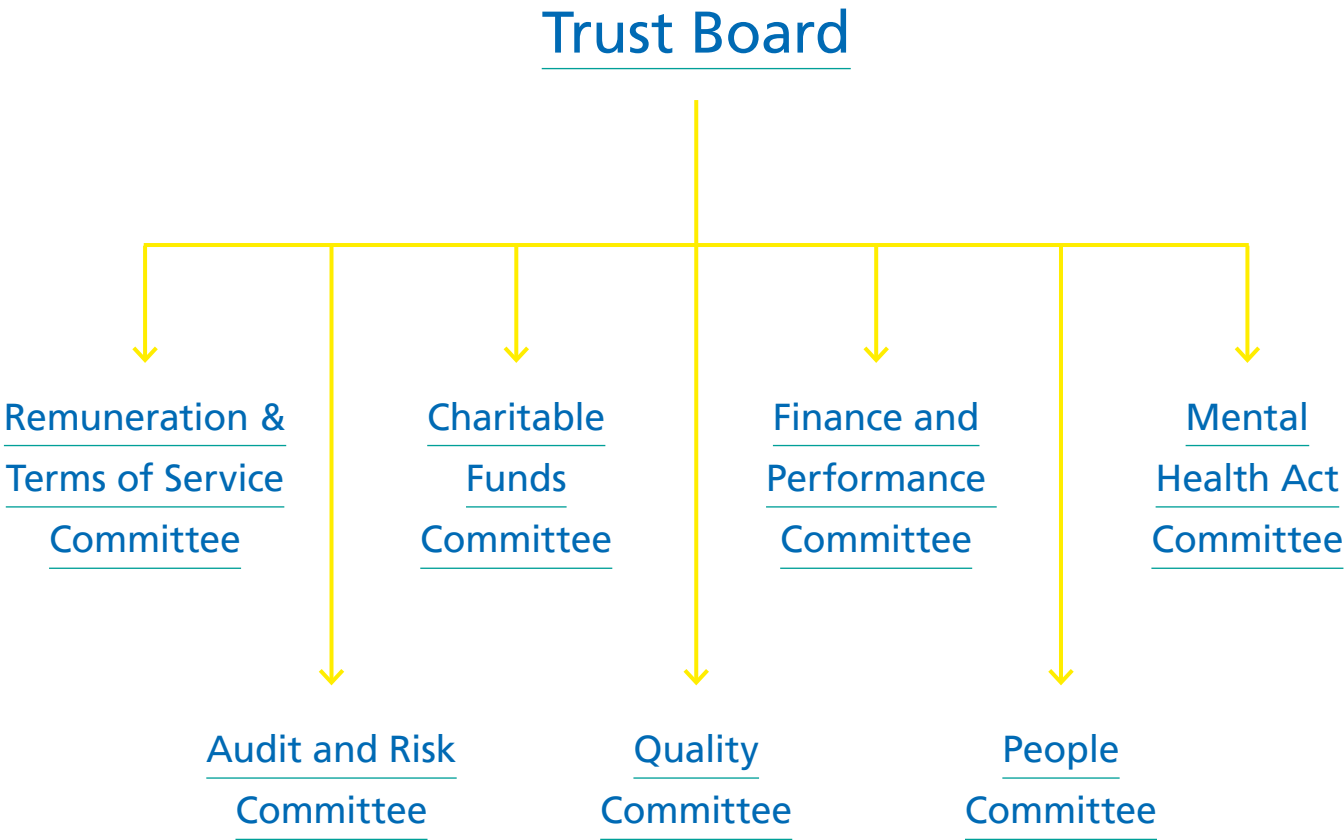 Trust Board
Remuneration &
Terms of Service
Committee
Charitable
Funds
Committee
Finance and
Performance
Committee
Mental
Health Act
Committee
Audit and Risk
Committee
Quality
Committee
People
Committee